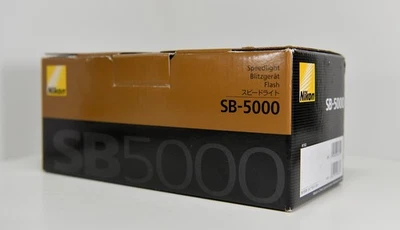 Nikon
Speedlight
Blitzgerät
Flash
スピードライト
SB-5000
SB5000
Nikon
SB-5000